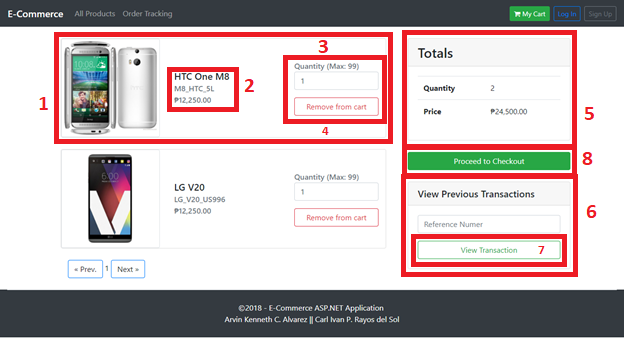 E-Commerce All Products Order Tracking My Cart Log In Sign Up
1
HTC One M8
M8_HTC_5L
₱12,250.00
2
3
Quantity (Max: 99)
1
Remove from cart
4
LG V20
LG_V20_US996
₱12,250.00
Quantity (Max: 99)
1
Remove from cart
« Prev. 1 Next »
Totals
Quantity 2
Price ₱24,500.00
5
Proceed to Checkout
8
View Previous Transactions
Reference Numer
6
View Transaction
7
©2018 - E-Commerce ASP.NET Application
Arvin Kenneth C. Alvarez || Carl Ivan P. Rayos del Sol